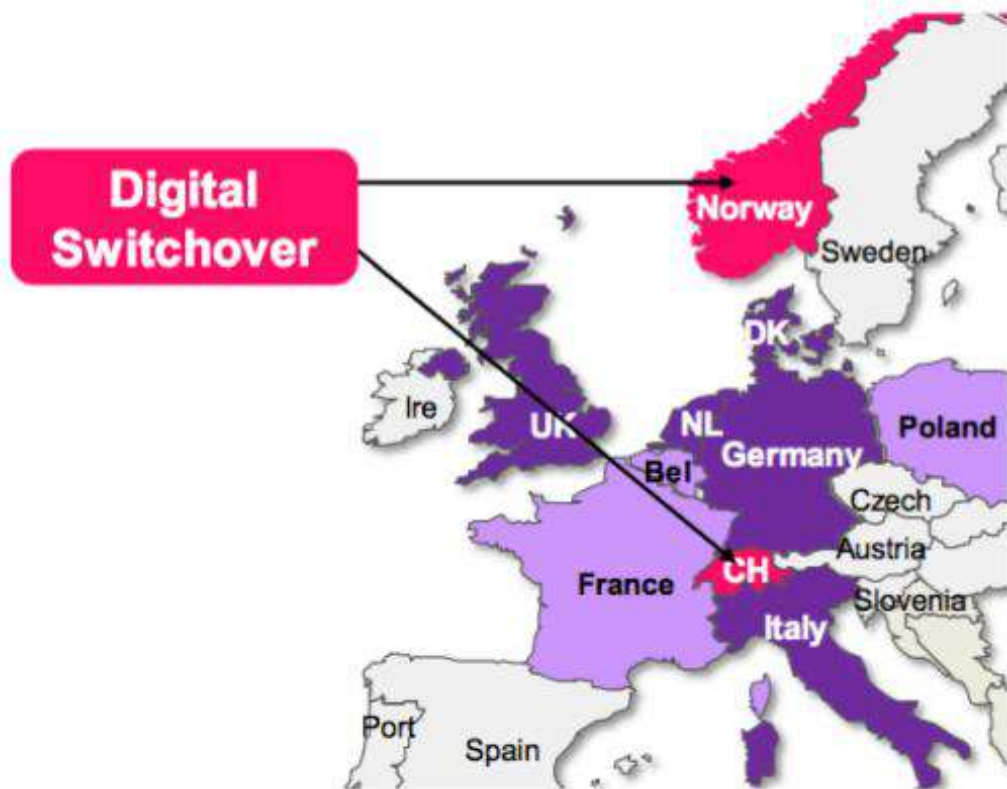 Digital
Switchover
Norway
Sweden
DK
Ire
UK
NL
Germany
Poland
Bel
Czech
Austria
CH
France
Slovenia
Italy
Port
Spain